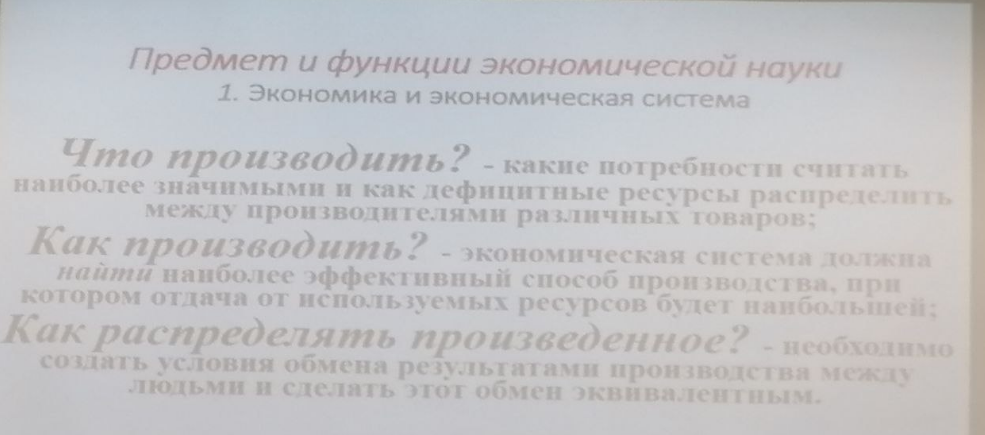 Предмет и функции экономической науки
1. Экономика и экономическая система
Что производить? - какие потребности считать
наиболее значимыми и как дефицитные ресурсы распределить
между производителями различных товаров;
Как производить? - экономическая система должна
найти наиболее эффективный способ производства, при
котором отдача от используемых ресурсов будет наибольшей;
Как распределять произведенное? - необходимо
создать условия обмена результатами производства между
людьми и сделать этот обмен эквивалентным.